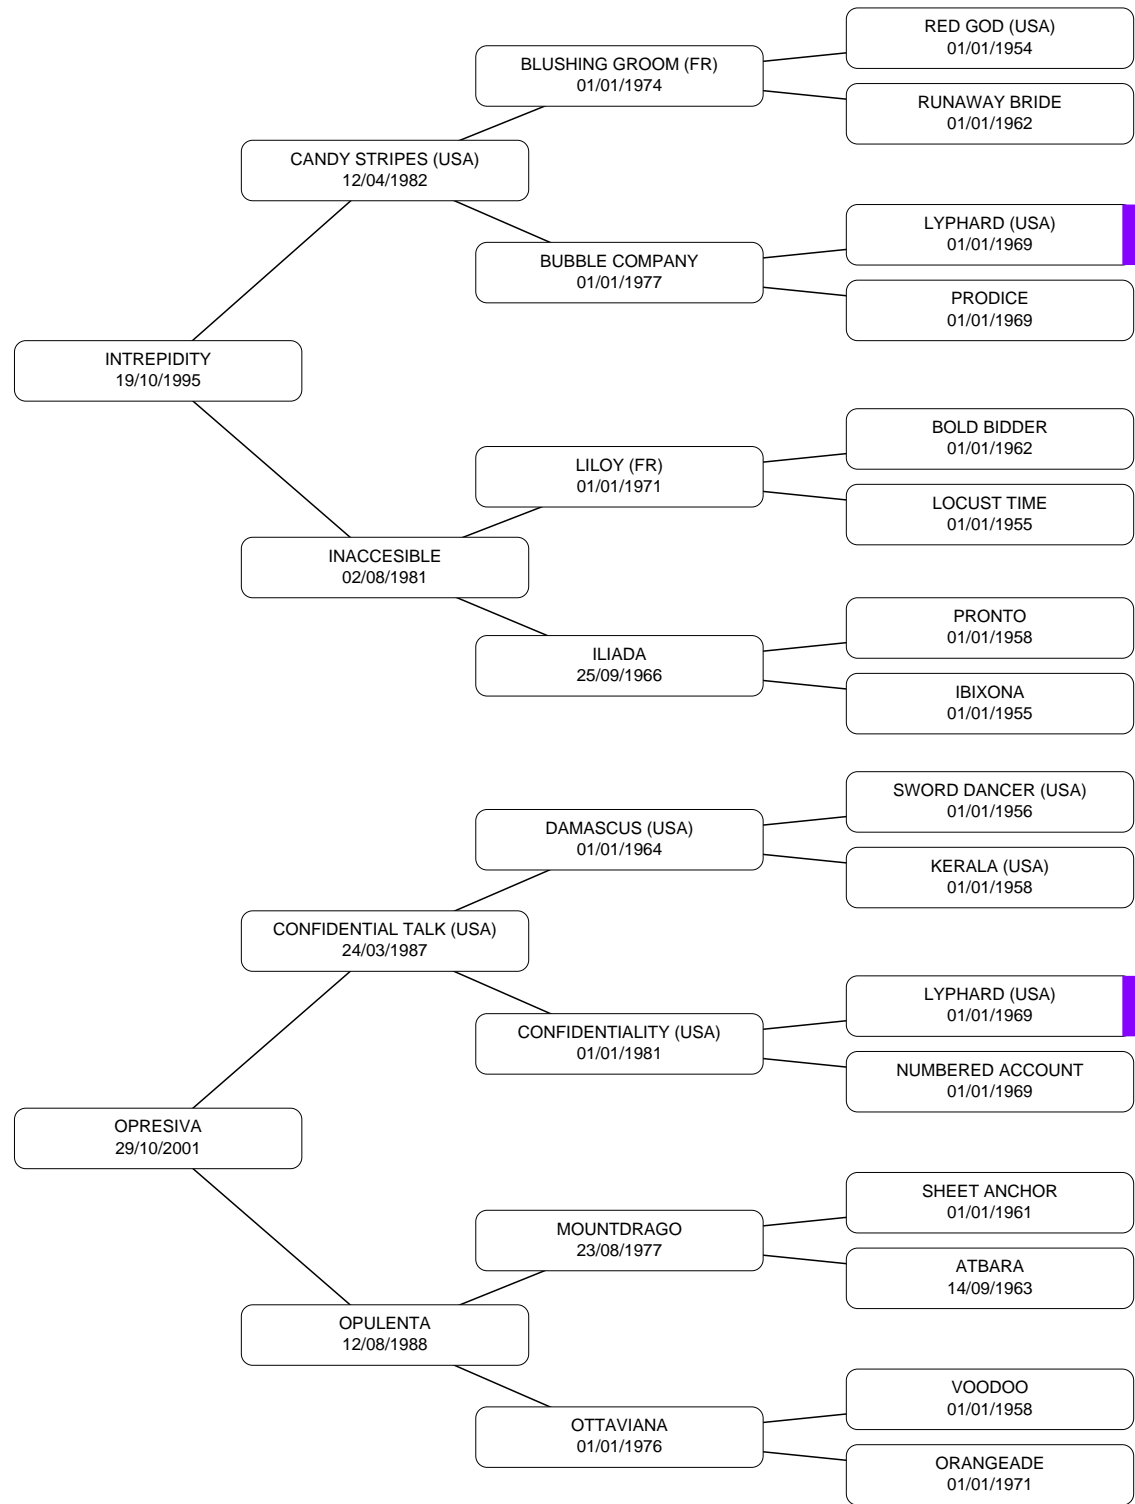 RED GOD (USA)
01/01/1954
BLUSHING GROOM (FR)
01/01/1974
RUNAWAY BRIDE
01/01/1962
CANDY STRIPES (USA)
12/04/1982
LYPHARD (USA)
01/01/1969
BUBBLE COMPANY
01/01/1977
PRODICE
01/01/1969
INTREPIDITY
19/10/1995
BOLD BIDDER
01/01/1962
LILOY (FR)
01/01/1971
LOCUST TIME
01/01/1955
INACCESIBLE
02/08/1981
PRONTO
01/01/1958
ILIADA
25/09/1966
IBIXONA
01/01/1955
SWORD DANCER (USA)
01/01/1956
DAMASCUS (USA)
01/01/1964
KERALA (USA)
01/01/1958
CONFIDENTIAL TALK (USA)
24/03/1987
LYPHARD (USA)
01/01/1969
CONFIDENTIALITY (USA)
01/01/1981
NUMBERED ACCOUNT
01/01/1969
OPRESIVA
29/10/2001
SHEET ANCHOR
01/01/1961
MOUNTDRAGO
23/08/1977
ATBARA
14/09/1963
OPULENTA
12/08/1988
VOODOO
01/01/1958
OTTAVIANA
01/01/1976
ORANGEADE
01/01/1971